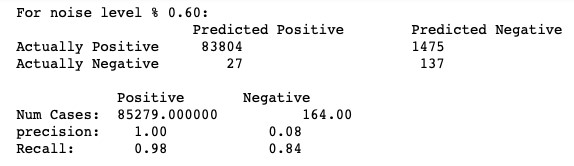 For noise level % 0.60:
Predicted Positive Predicted Negative
Actually Positive 83804 1475
Actually Negative 27 137
Positive Negative
Num Cases: 85279.000000 164.00
precision: 1.00 0.08
Recall: 0.98 0.84